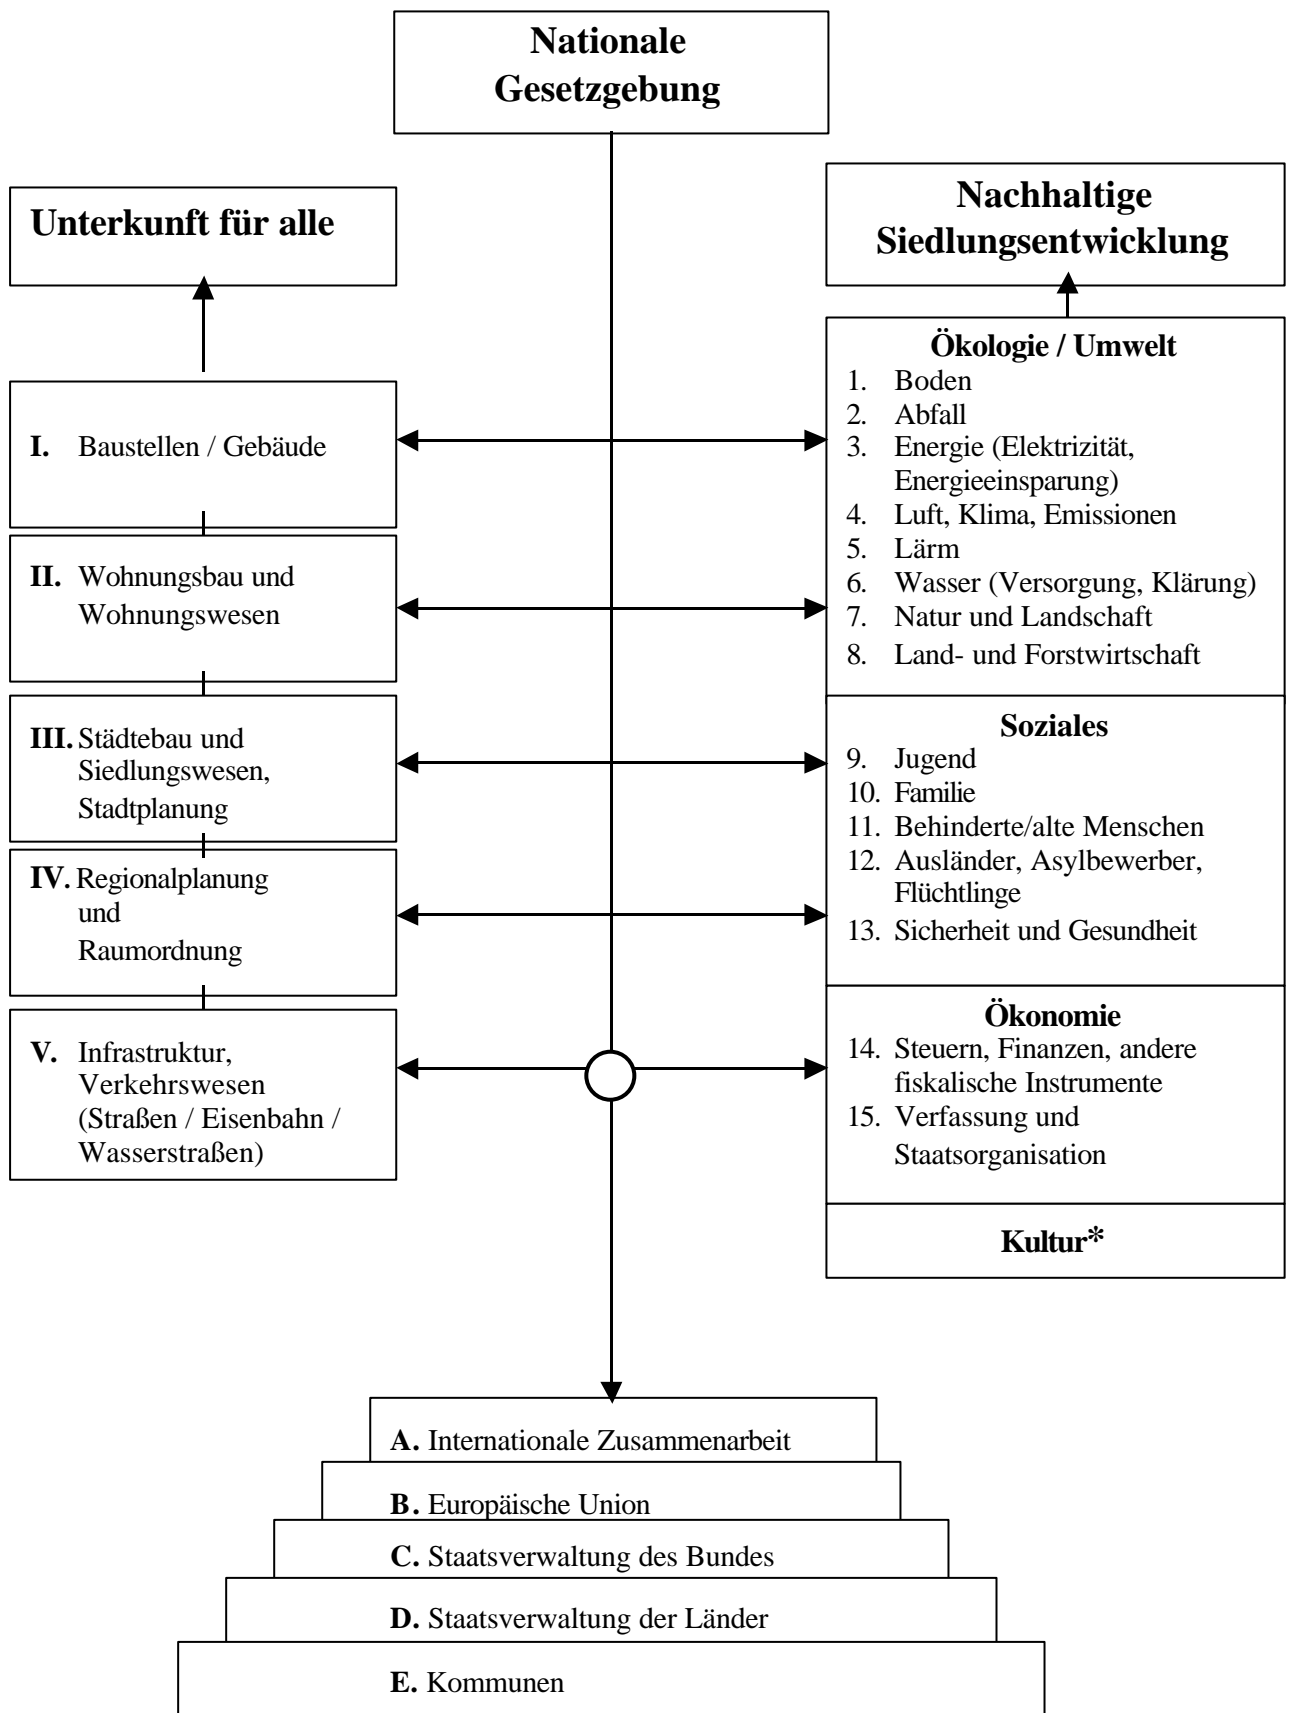 Nationale
Gesetzgebung
Unterkunft für alle
Nachhaltige
Siedlungsentwicklung
I. Baustellen / Gebäude
II. Wohnungsbau und
Wohnungswesen
III. Städtebau und
Siedlungswesen,
Stadtplanung
IV. Regionalplanung
und
Raumordnung
V. Infrastruktur,
Verkehrswesen
(Straßen / Eisenbahn /
Wasserstraßen)
Ökologie / Umwelt
1. Boden
2. Abfall
3. Energie (Elektrizität,
Energieeinsparung)
4. Luft, Klima, Emissionen
5. Lärm
6. Wasser (Versorgung, Klärung)
7. Natur und Landschaft
8. Land- und Forstwirtschaft
Soziales
9. Jugend
10. Familie
11. Behinderte/alte Menschen
12. Ausländer, Asylbewerber,
Flüchtlinge
13. Sicherheit und Gesundheit
Ökonomie
14. Steuern, Finanzen, andere
fiskalische Instrumente
15. Verfassung und
Staatsorganisation
Kultur*
A. Internationale Zusammenarbeit
B. Europäische Union
C. Staatsverwaltung des Bundes
D. Staatsverwaltung der Länder
E. Kommunen